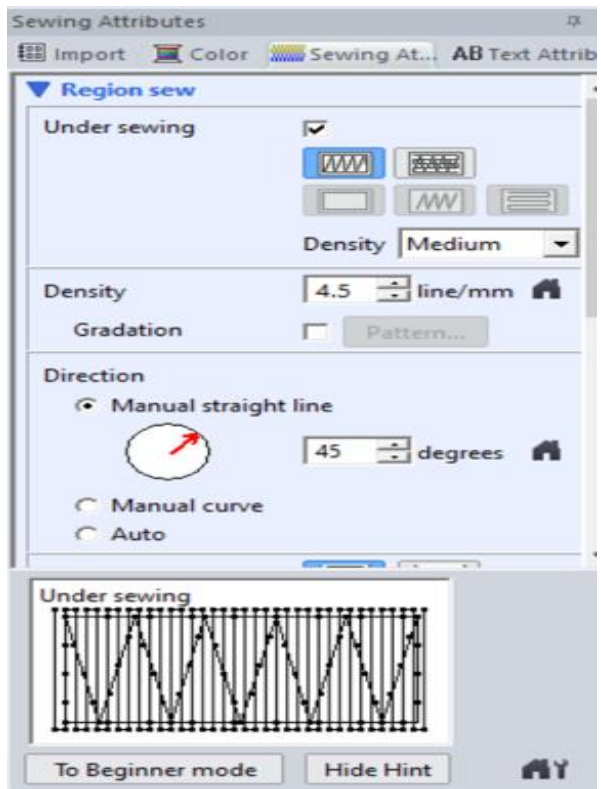 Sewing Attributes
Import Color Sewing At... AB Text Attrib
Region sew
Under sewing
Density Medium
Density 4.5 line/mm
Gradation Pattern...
Direction
Manual straight line
45 degrees
Manual curve
Auto
Under sewing
To Beginner mode Hide Hint